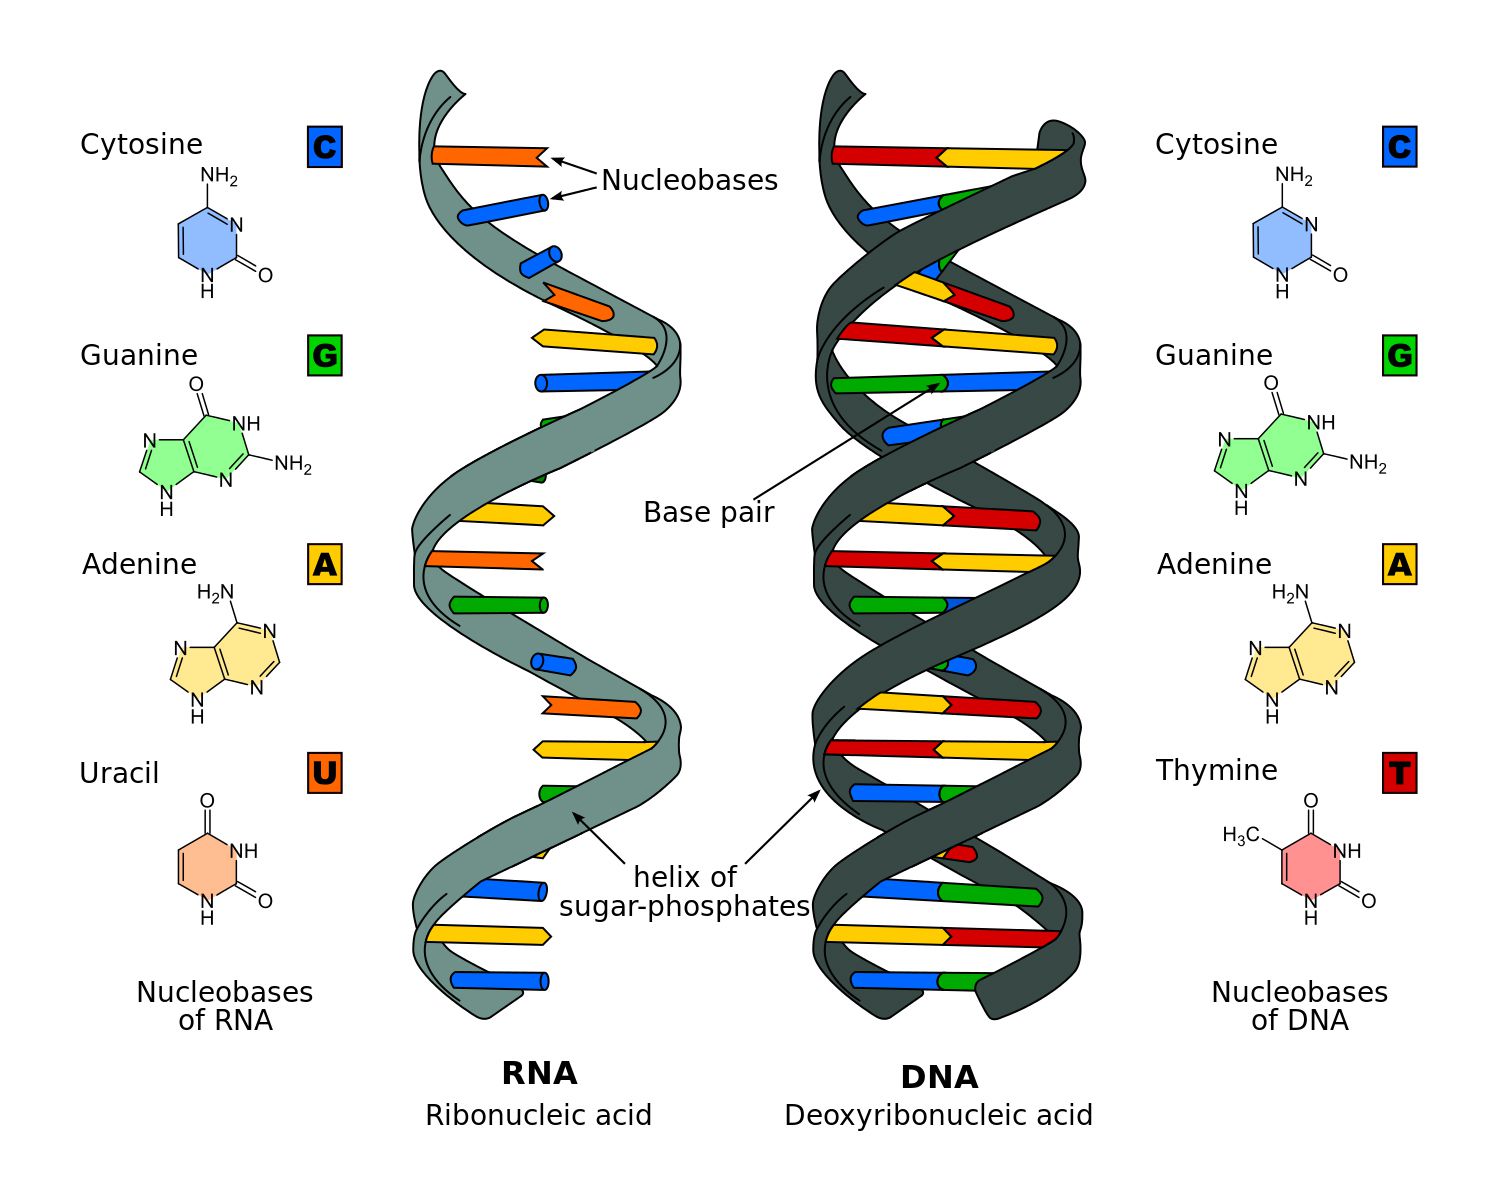 Cytosine C
NH₂
N
N
H
O
Guanine G
O
N
NH
N
H
N
NH₂
Adenine A
H₂N
N
N
N
H
N
Uracil U
O
NH
N
H
O
Nucleobases
of RNA
Nucleobases
Base pair
helix of
sugar-phosphates
RNA
Ribonucleic acid
DNA
Deoxyribonucleic acid
Cytosine C
NH₂
N
N
H
O
Guanine G
O
N
NH
N
H
N
NH₂
Adenine A
H₂N
N
N
N
H
N
Thymine T
O
H₃C
NH
N
H
O
Nucleobases
of DNA